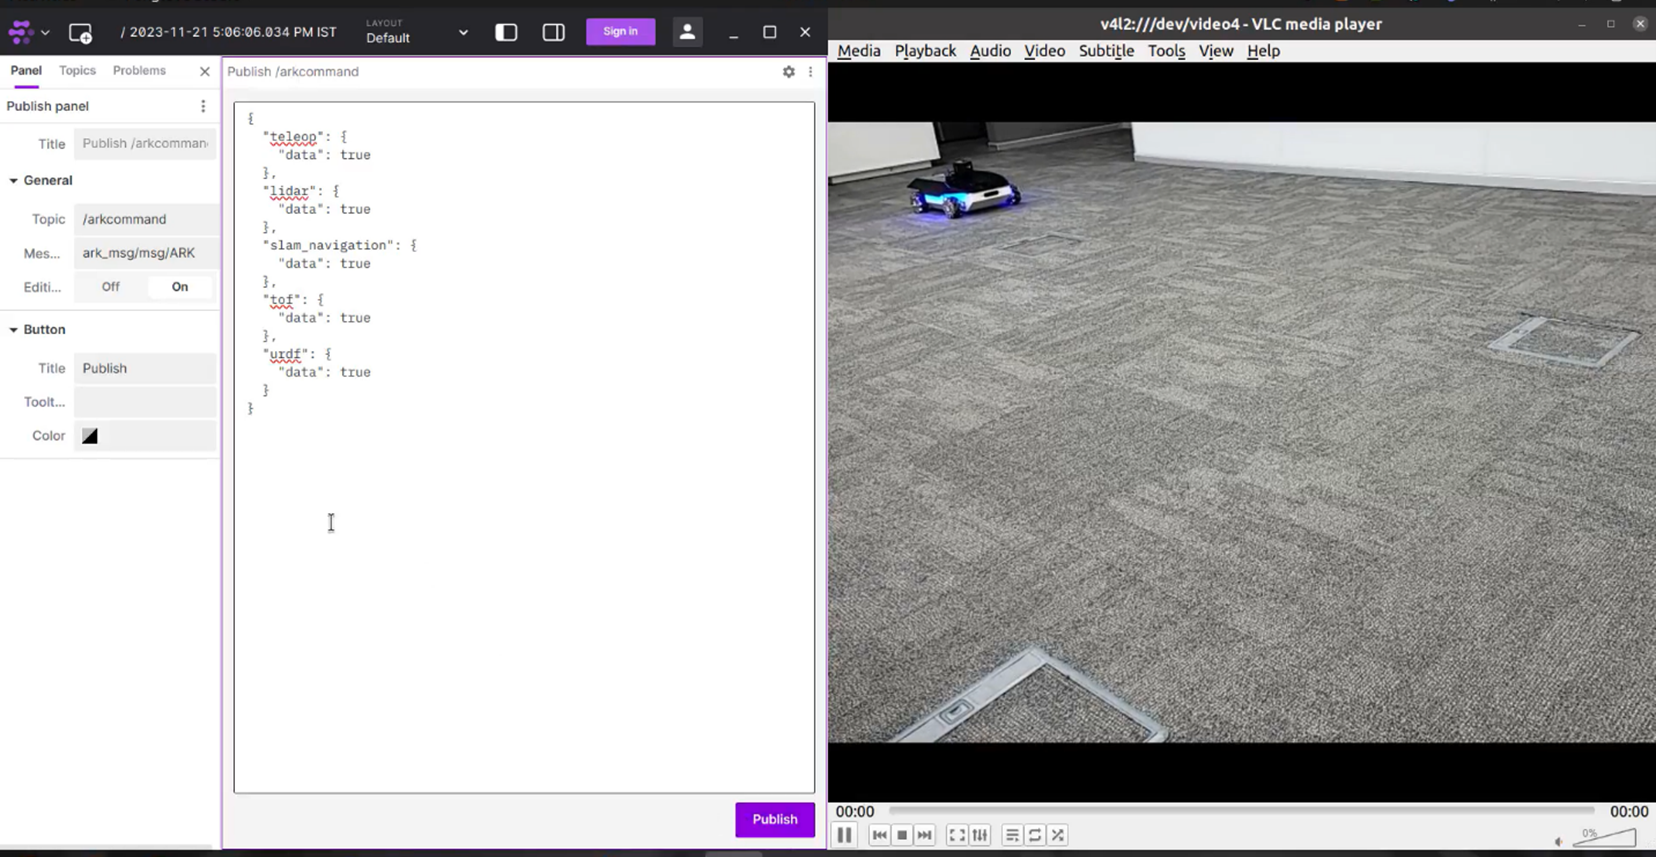 / 2023-11-21 5:06:06.034 PM IST
LAYOUT
Default
Sign in
v4l2:///dev/video4 - VLC media player
Media Playback Audio Video Subtitle Tools View Help
Panel Topics Problems
Publish panel
Title Publish /arkcomman
General
Topic /arkcommand
Mes... ark_msg/msg/ARK
Editi... Off On
Button
Title Publish
Toolt...
Color
Publish /arkcommand
{
"teleop": {
"data": true
},
"lidar": {
"data": true
},
"slam_navigation": {
"data": true
},
"tof": {
"data": true
},
"urdf": {
"data": true
}
}
Publish
00:00 00:00
0%